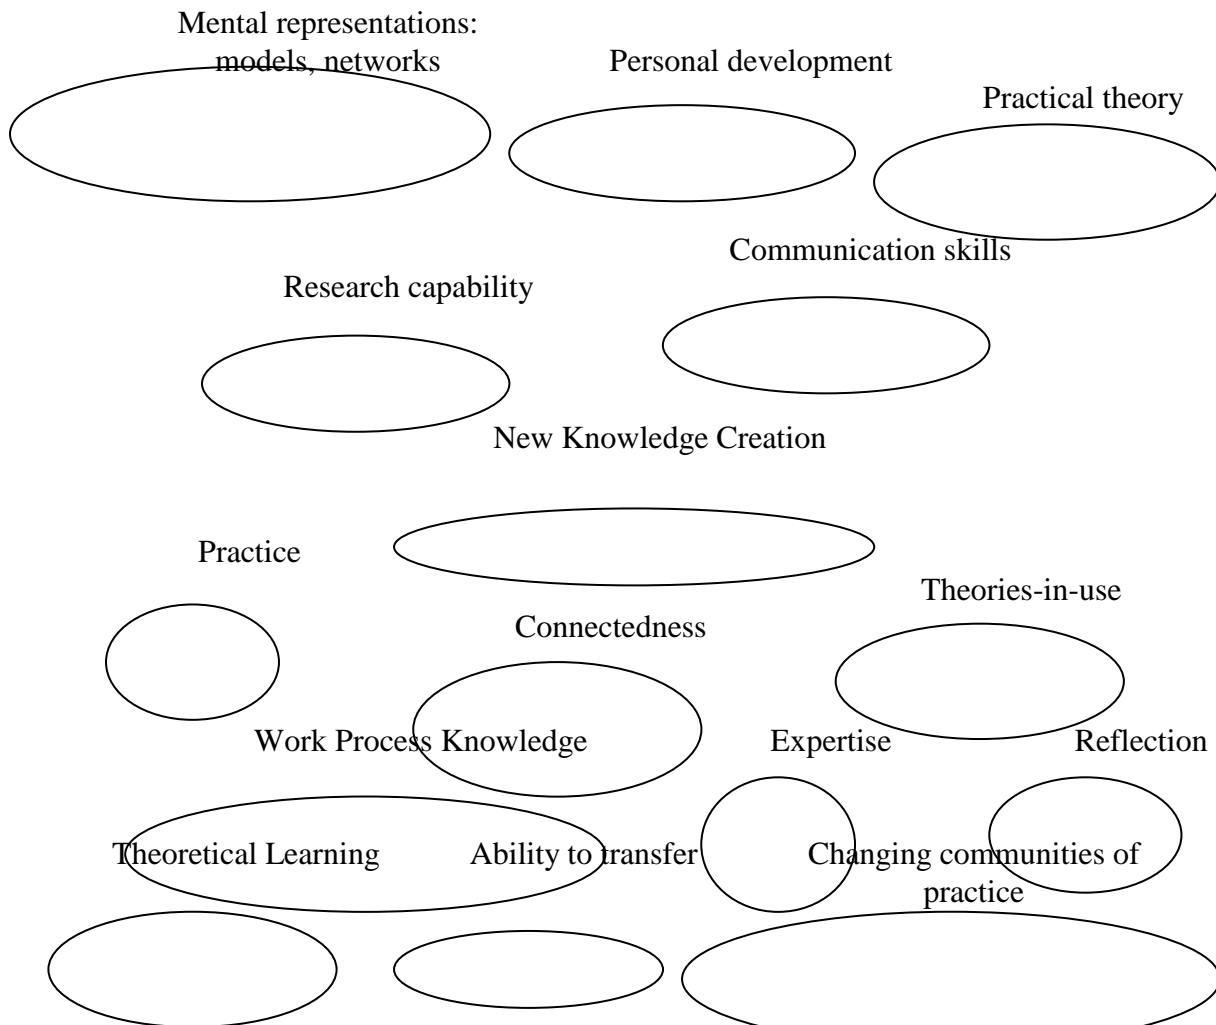 Mental representations:
models, networks
Personal development
Practical theory
Communication skills
Research capability
New Knowledge Creation
Practice
Theories-in-use
Connectedness
Work Process Knowledge
Expertise
Reflection
Theoretical Learning
Ability to transfer
Changing communities of
practice